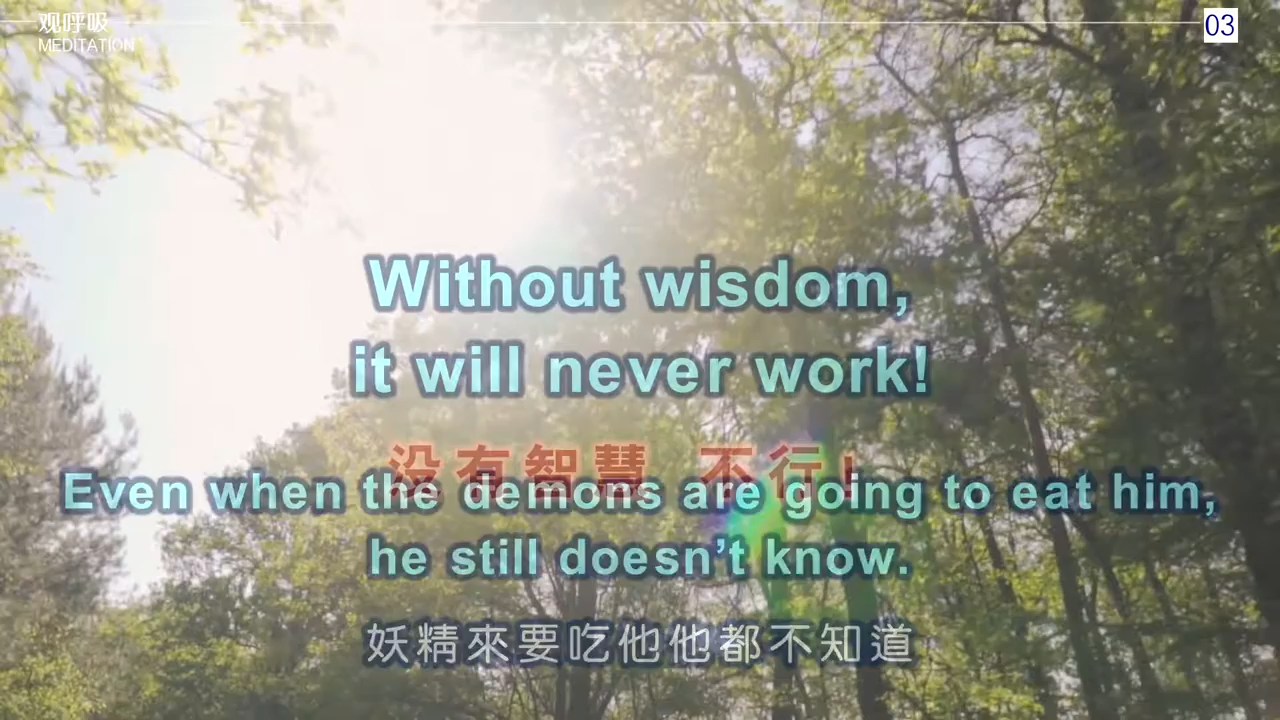 观呼吸
MEDITATION
03
Without wisdom,
it will never work!
没有智慧 不行!
Even when the demons are going to eat him,
he still doesn't know.
妖精來要吃他他都不知道